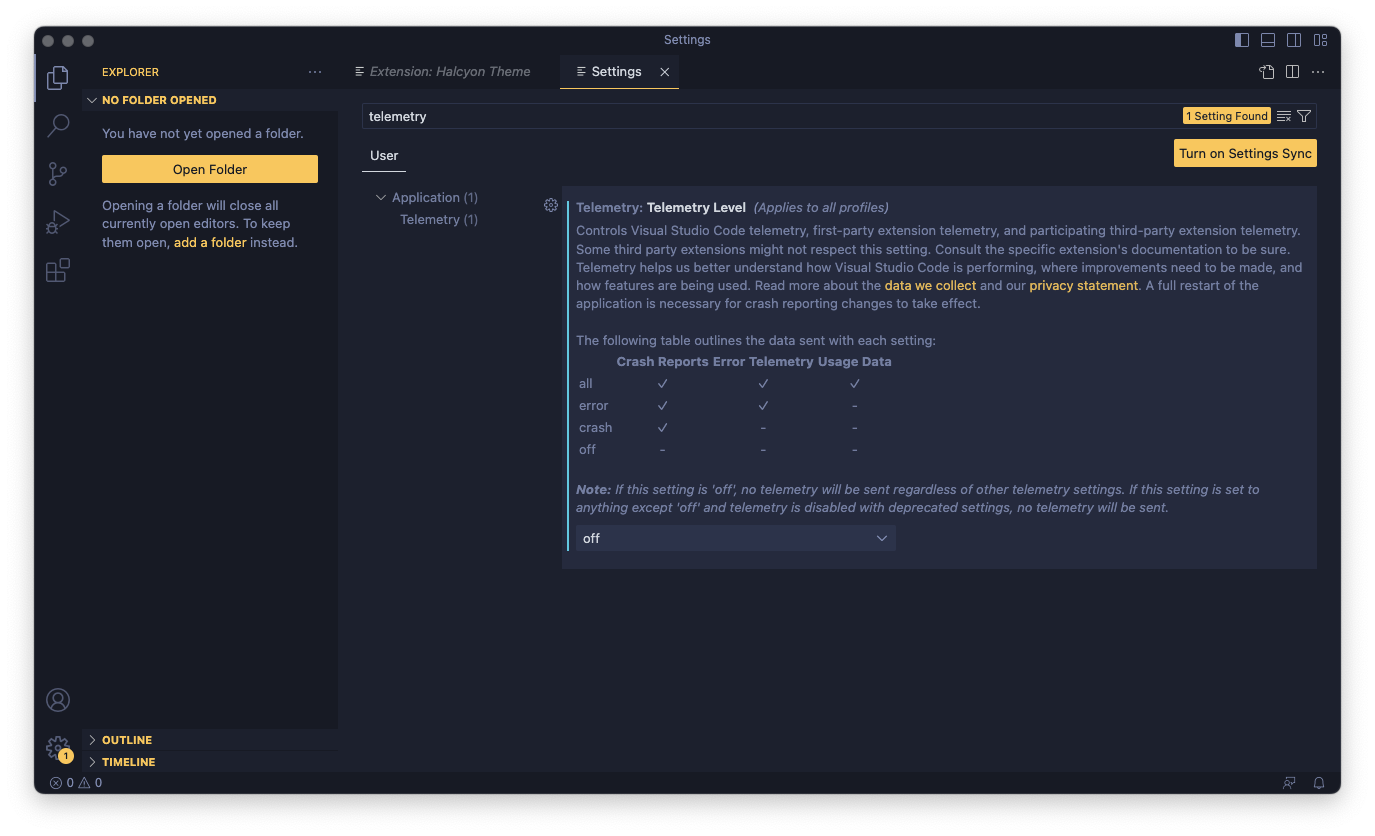 Settings
EXPLORER
NO FOLDER OPENED
You have not yet opened a folder.
Open Folder
Opening a folder will close all
currently open editors. To keep
them open, add a folder instead.
OUTLINE
TIMELINE
1
0 0
Extension: Halcyon Theme
Settings
telemetry
1 Setting Found
User
Turn on Settings Sync
Application (1)
Telemetry (1)
Telemetry: Telemetry Level (Applies to all profiles)
Controls Visual Studio Code telemetry, first-party extension telemetry, and participating third-party extension telemetry.
Some third party extensions might not respect this setting. Consult the specific extension's documentation to be sure.
Telemetry helps us better understand how Visual Studio Code is performing, where improvements need to be made, and
how features are being used. Read more about the data we collect and our privacy statement. A full restart of the
application is necessary for crash reporting changes to take effect.
The following table outlines the data sent with each setting:
Crash Reports Error Telemetry Usage Data
all ✓ ✓ ✓
error ✓ ✓ -
crash ✓ - -
off - - -
Note: If this setting is 'off', no telemetry will be sent regardless of other telemetry settings. If this setting is set to
anything except 'off' and telemetry is disabled with deprecated settings, no telemetry will be sent.
off